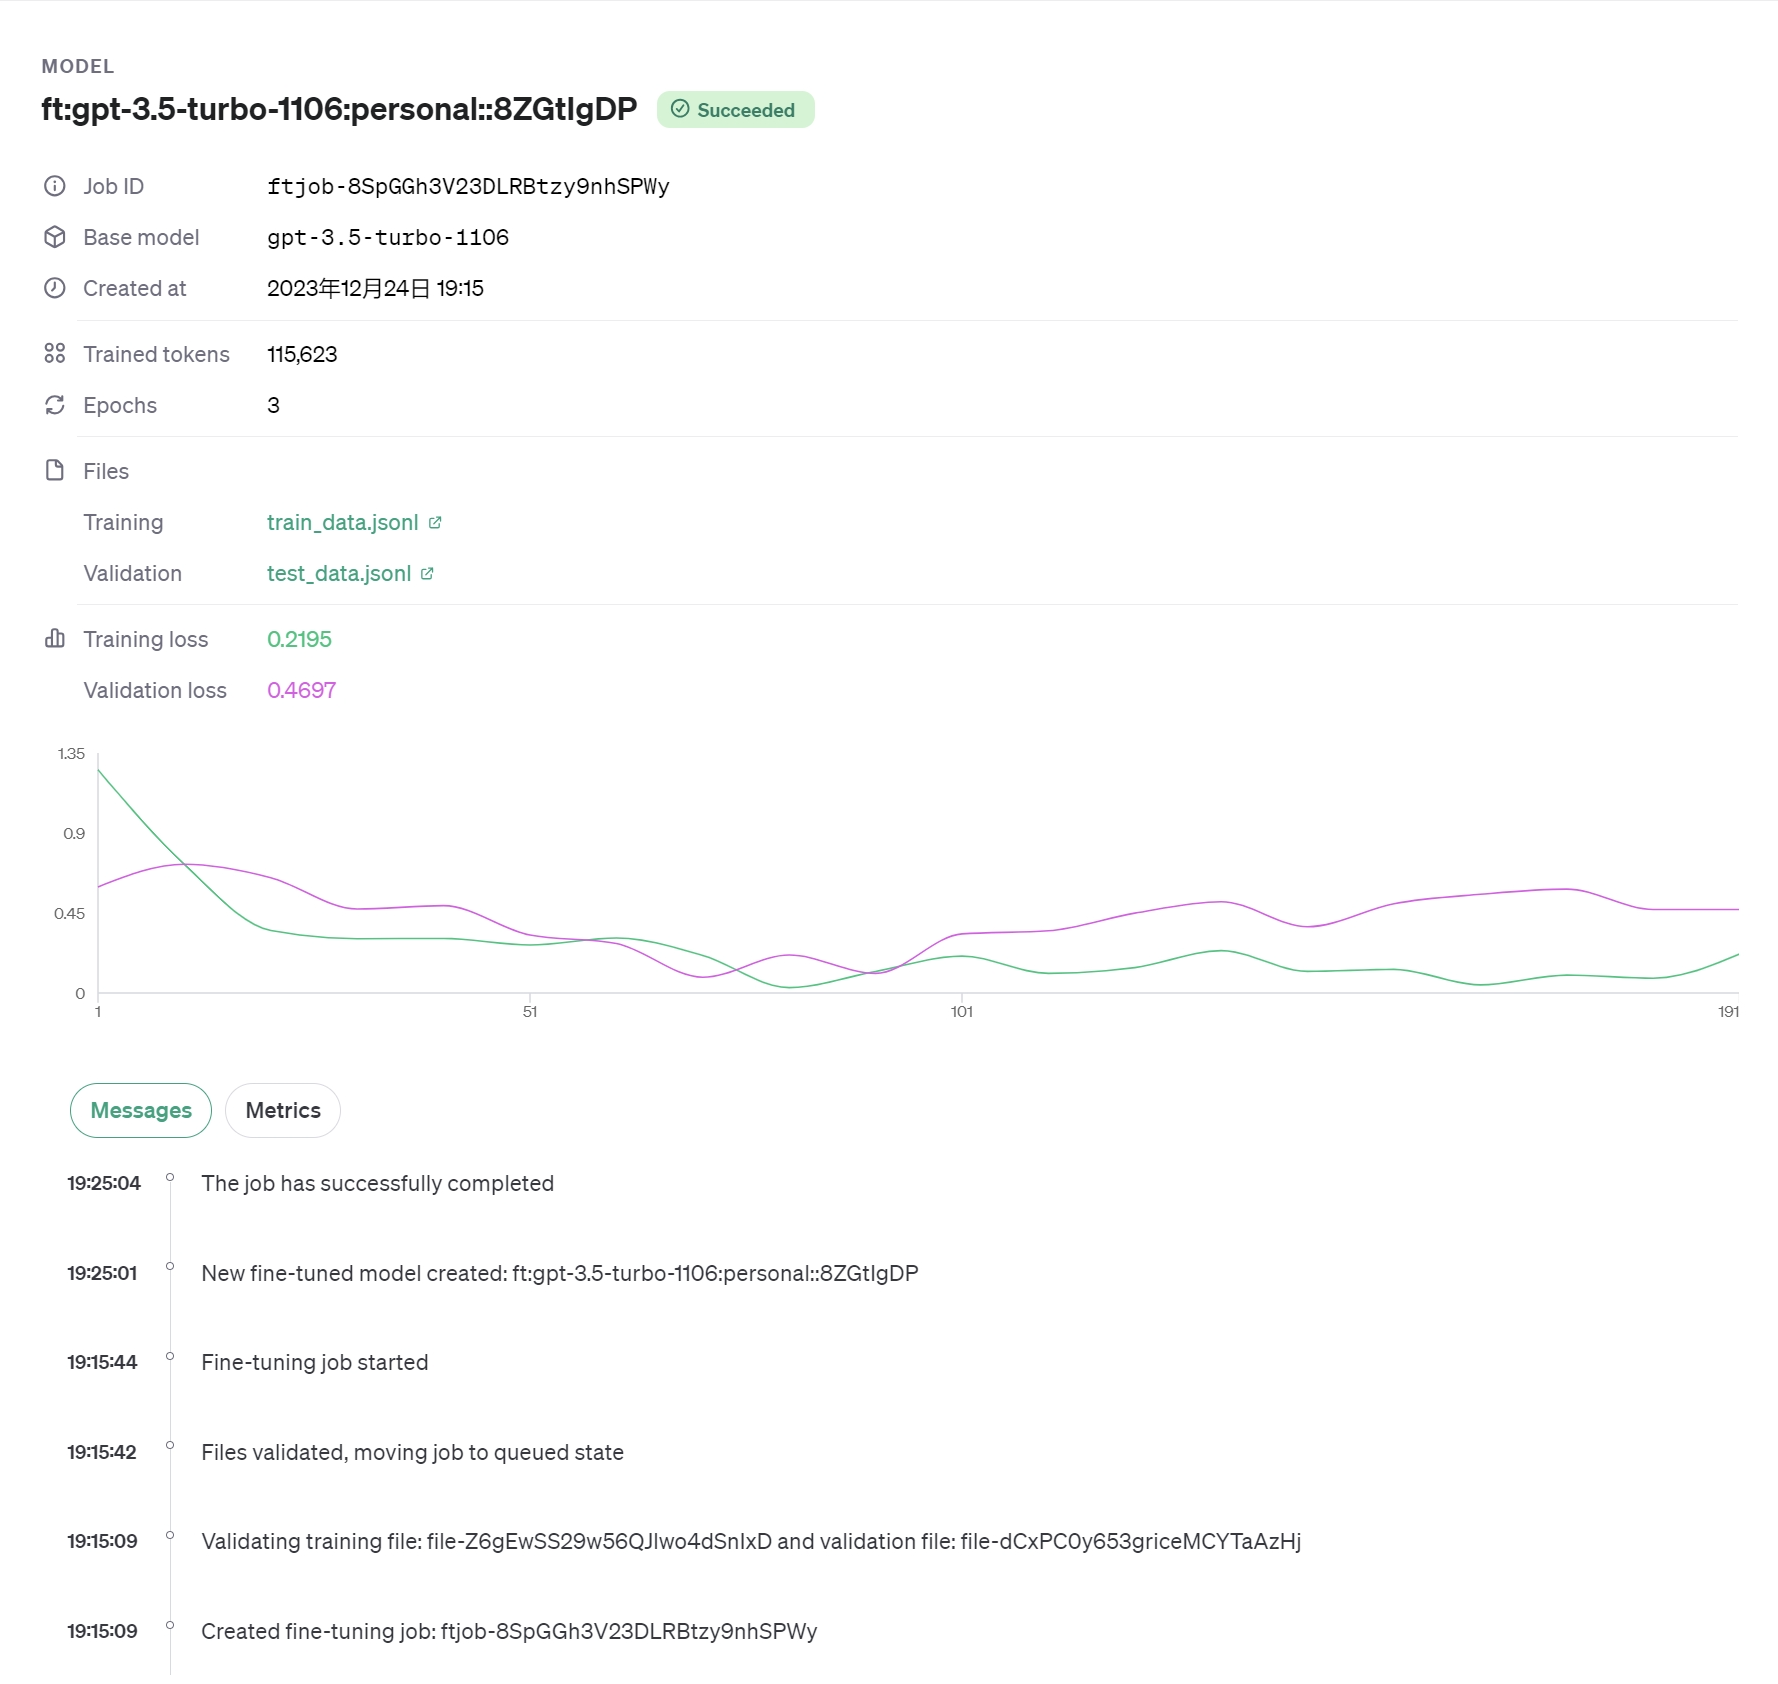 MODEL
ft:gpt-3.5-turbo-1106:personal::8ZGtIgDP Succeeded
Job ID ftjob-8SpGGh3V23DLRBtzy9nhSPWy
Base model gpt-3.5-turbo-1106
Created at 2023年12月24日 19:15
Trained tokens 115,623
Epochs 3
Files
Training train_data.jsonl
Validation test_data.jsonl
Training loss 0.2195
Validation loss 0.4697
1.35
0.9
0.45
0
1 51 101 191
Messages Metrics
19:25:04 The job has successfully completed
19:25:01 New fine-tuned model created: ft:gpt-3.5-turbo-1106:personal::8ZGtIgDP
19:15:44 Fine-tuning job started
19:15:42 Files validated, moving job to queued state
19:15:09 Validating training file: file-Z6gEwSS29w56QJlwo4dSnIxD and validation file: file-dCxPC0y653griceMCYTaAzHj
19:15:09 Created fine-tuning job: ftjob-8SpGGh3V23DLRBtzy9nhSPWy